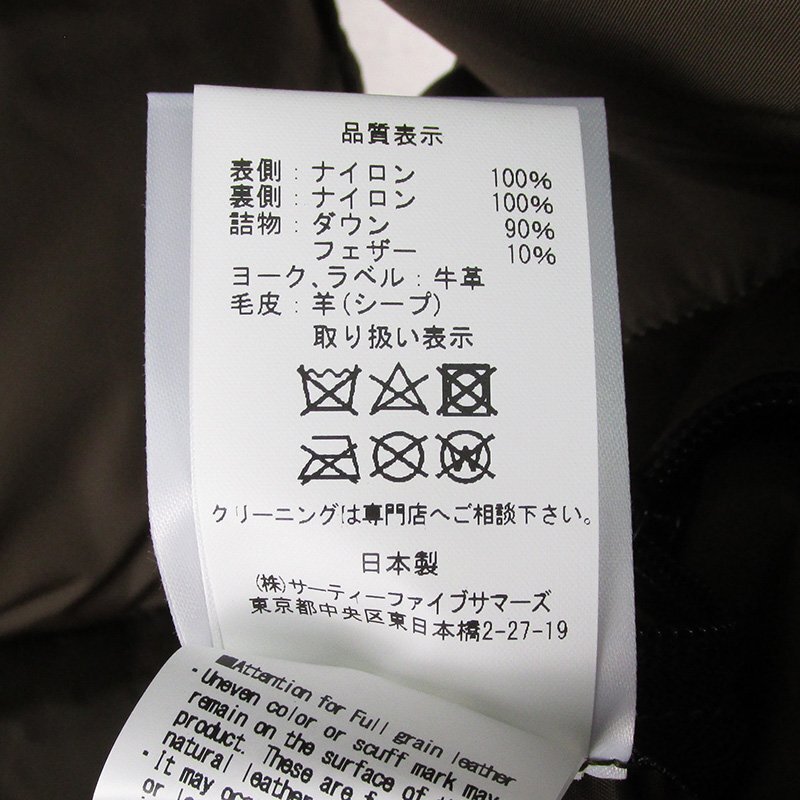 品質表示
表側：ナイロン 100%
裏側：ナイロン 100%
詰物：ダウン 90%
フェザー 10%
ヨーク、ラベル：牛革
毛皮：羊(シープ)
取り扱い表示
W
クリーニングは専門店へご相談下さい。
日本製
(株)サーティーファイブサマーズ
東京都中央区東日本橋2-27-19
■Attention for Full grain leather
・Uneven color or scuff mark may
remain on the surface of
product. These are
natural leather
・It may
or